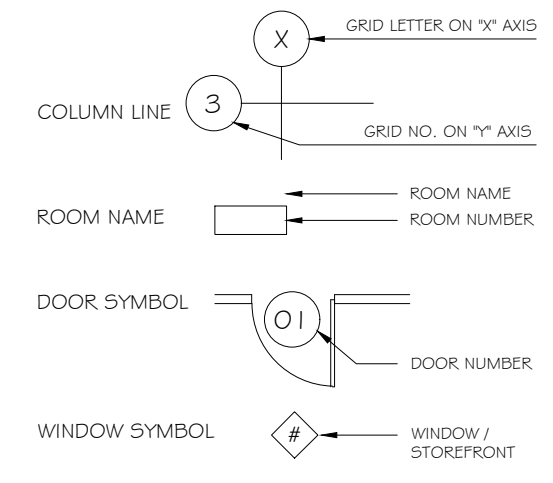 X
GRID LETTER ON "X" AXIS
COLUMN LINE
3
GRID NO. ON "Y" AXIS
ROOM NAME
ROOM NAME
ROOM NUMBER
DOOR SYMBOL
01
DOOR NUMBER
WINDOW SYMBOL
#
WINDOW /
STOREFRONT